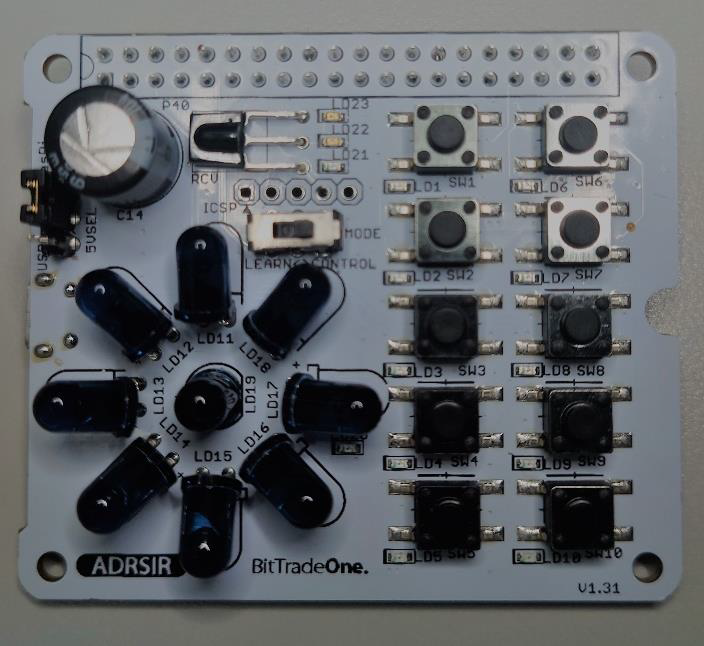 P40
LD23
LD22
LD21
RCV
C14
ICSP
5VSEL
MODE
LEARN CONTROL
LD1 SW1
LD6 SW6
LD2 SW2
LD7 SW7
LD3 SW3
LD8 SW8
LD4 SW4
LD9 SW9
LD5 SW5
LD10 SW10
LD11
LD12
LD18
LD13
LD19
LD17
LD14
LD16
LD15
ADRSIR
BitTradeOne.
V1.31